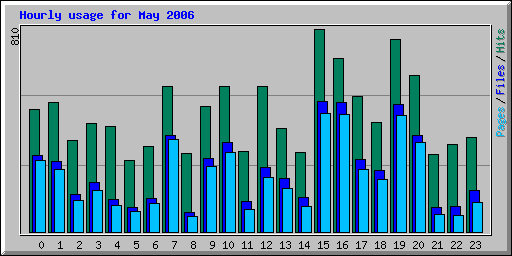 Hourly usage for May 2006
810
Pages/Files/Hits
0 1 2 3 4 5 6 7 8 9 10 11 12 13 14 15 16 17 18 19 20 21 22 23